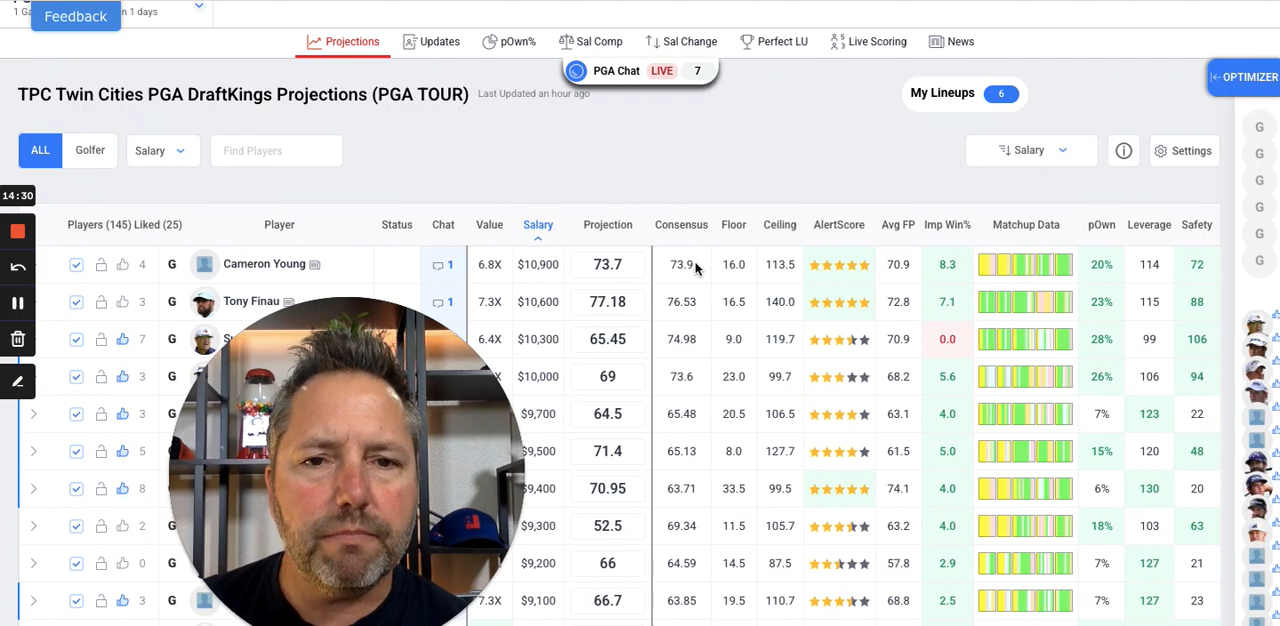 1 Ga
n 1 days
Feedback
Projections Updates pOwn% Sal Comp Sal Change Perfect LU Live Scoring News
PGA Chat LIVE 7
OPTIMIZER
TPC Twin Cities PGA DraftKings Projections (PGA TOUR) Last Updated an hour ago
My Lineups 6
ALL Golfer Salary Find Players Salary Settings
14:30
Players (145) Liked (25) Player Status Chat Value Salary Projection Consensus Floor Ceiling AlertScore Avg FP Imp Win% Matchup Data pOwn Leverage Safety
4 G Cameron Young 1 6.8X $10,900 73.7 73.9 16.0 113.5 70.9 8.3 20% 114 72
3 G Tony Finau 1 7.3X $10,600 77.18 76.53 16.5 140.0 72.8 7.1 23% 115 88
7 G 6.4X $10,300 65.45 74.98 9.0 119.7 70.9 0.0 28% 99 106
3 G X $10,000 69 73.6 23.0 99.7 68.2 5.6 26% 106 94
3 G $9,700 64.5 65.48 20.5 106.5 63.1 4.0 7% 123 22
5 G $9,500 71.4 65.13 8.0 127.7 61.5 5.0 15% 120 48
8 G $9,400 70.95 63.71 33.5 99.5 74.1 4.0 6% 130 20
2 G $9,300 52.5 69.34 11.5 105.7 63.2 4.0 18% 103 63
0 G $9,200 66 64.59 14.5 87.5 57.8 2.9 7% 127 21
3 G 7.3X $9,100 66.7 63.85 19.5 110.7 68.8 2.5 7% 127 23
G
G
G
G
G
G